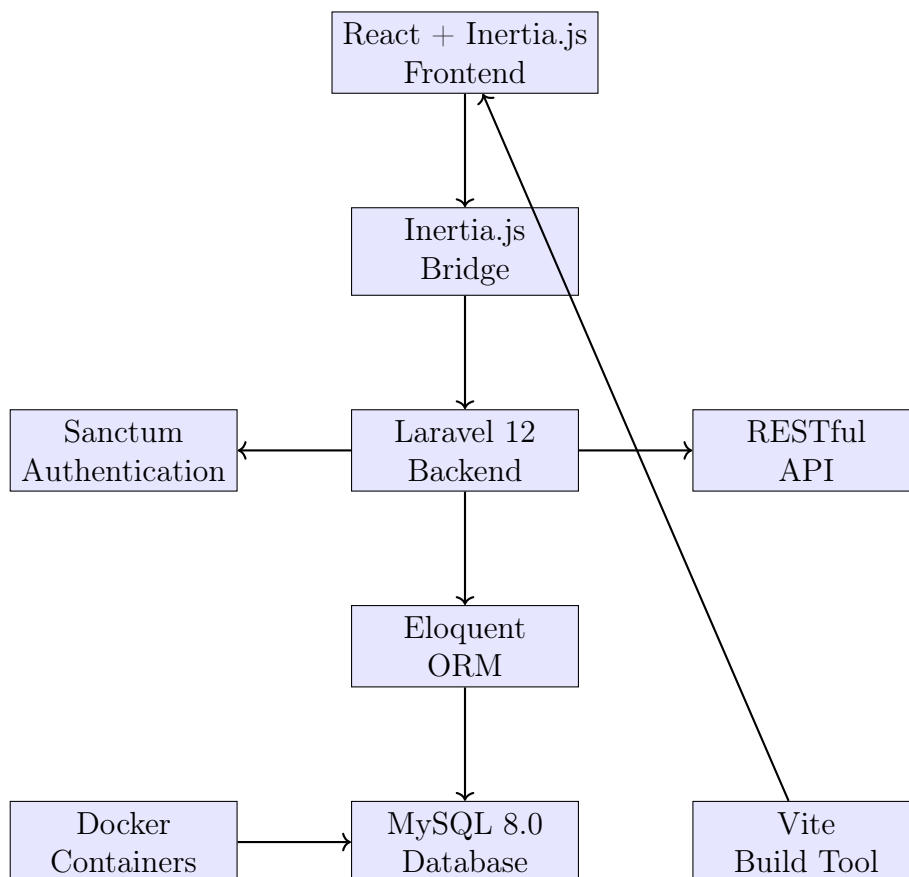 React + Inertia.js
Frontend
Inertia.js
Bridge
Sanctum
Authentication
Laravel 12
Backend
RESTful
API
Eloquent
ORM
Docker
Containers
MySQL 8.0
Database
Vite
Build Tool